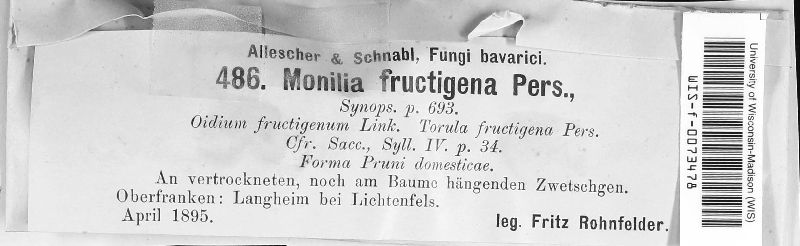 Allescher & Schnabl, Fungi bavarici.
486. Monilia fructigena Pers.,
Synops. p. 693.
Oidium fructigenum Link. Torula fructigena Pers.
Cfr. Sacc., Syll. IV. p. 34.
Forma Pruni domesticae.
An vertrockneten, noch am Baume hängenden Zwetschgen.
Oberfranken: Langheim bei Lichtenfels.
April 1895.
leg. Fritz Rohnfelder.
University of Wisconsin-Madison (WIS)
WIS-f-0073478